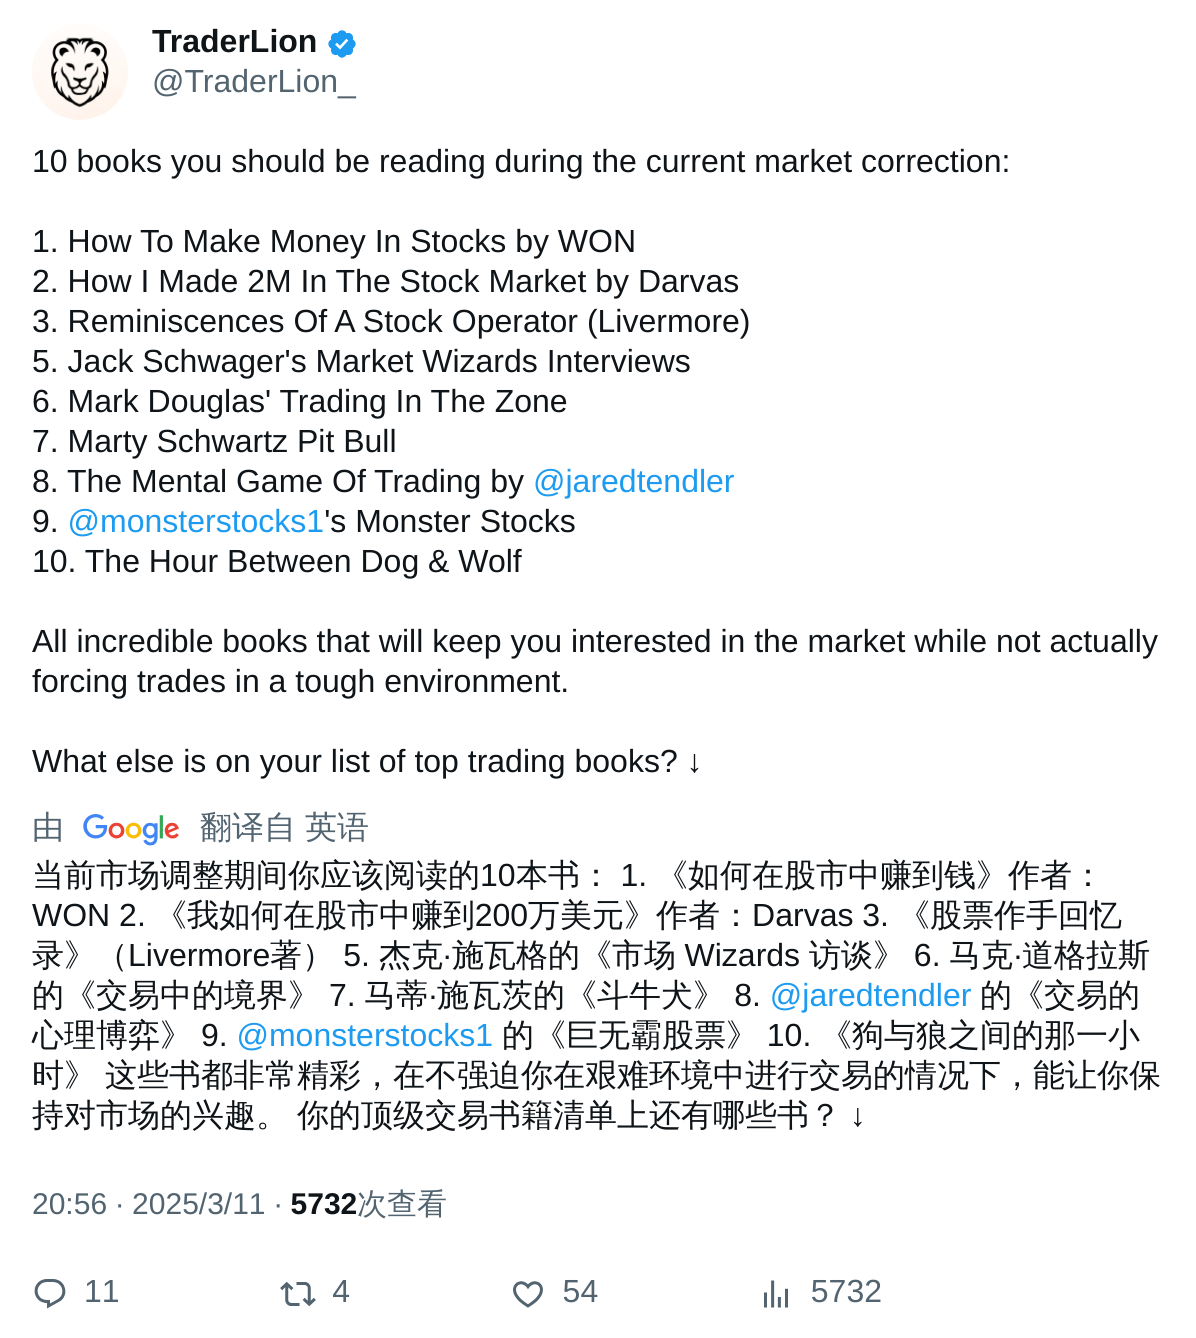 TraderLion
@TraderLion_
10 books you should be reading during the current market correction:
1. How To Make Money In Stocks by WON
2. How I Made 2M In The Stock Market by Darvas
3. Reminiscences Of A Stock Operator (Livermore)
5. Jack Schwager's Market Wizards Interviews
6. Mark Douglas' Trading In The Zone
7. Marty Schwartz Pit Bull
8. The Mental Game Of Trading by @jaredtendler
9. @monsterstocks1's Monster Stocks
10. The Hour Between Dog & Wolf
All incredible books that will keep you interested in the market while not actually
forcing trades in a tough environment.
What else is on your list of top trading books? ↓
由 Google 翻译自 英语
当前市场调整期间你应该阅读的10本书： 1. 《如何在股市中赚到钱》作者：
WON 2. 《我如何在股市中赚到200万美元》作者：Darvas 3. 《股票作手回忆
录》（Livermore著） 5. 杰克·施瓦格的《市场 Wizards 访谈》 6. 马克·道格拉斯
的《交易中的境界》 7. 马蒂·施瓦茨的《斗牛犬》 8. @jaredtendler 的《交易的
心理博弈》 9. @monsterstocks1 的《巨无霸股票》 10. 《狗与狼之间的那一小
时》 这些书都非常精彩，在不强迫你在艰难环境中进行交易的情况下，能让你保
持对市场的兴趣。 你的顶级交易书籍清单上还有哪些书？ ↓
20:56 · 2025/3/11 · 5732次查看
11 4 54 5732